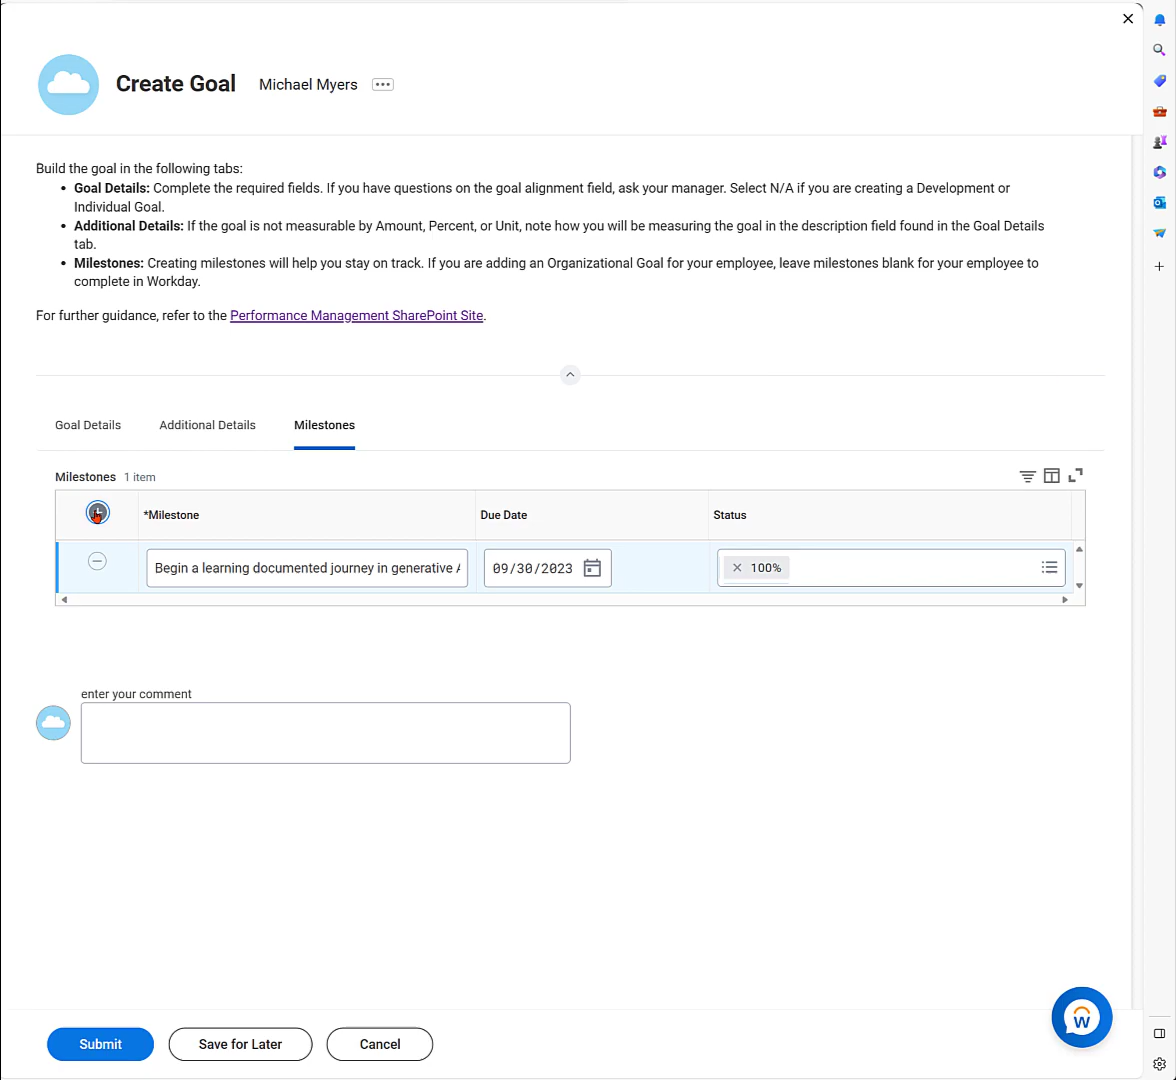 Create Goal Michael Myers
Build the goal in the following tabs:
• Goal Details: Complete the required fields. If you have questions on the goal alignment field, ask your manager. Select N/A if you are creating a Development or
Individual Goal.
• Additional Details: If the goal is not measurable by Amount, Percent, or Unit, note how you will be measuring the goal in the description field found in the Goal Details
tab.
• Milestones: Creating milestones will help you stay on track. If you are adding an Organizational Goal for your employee, leave milestones blank for your employee to
complete in Workday.
For further guidance, refer to the Performance Management SharePoint Site.
Goal Details Additional Details Milestones
Milestones 1 item
*Milestone Due Date Status
Begin a learning documented journey in generative 09/30/2023 100%
enter your comment
W
Submit Save for Later Cancel